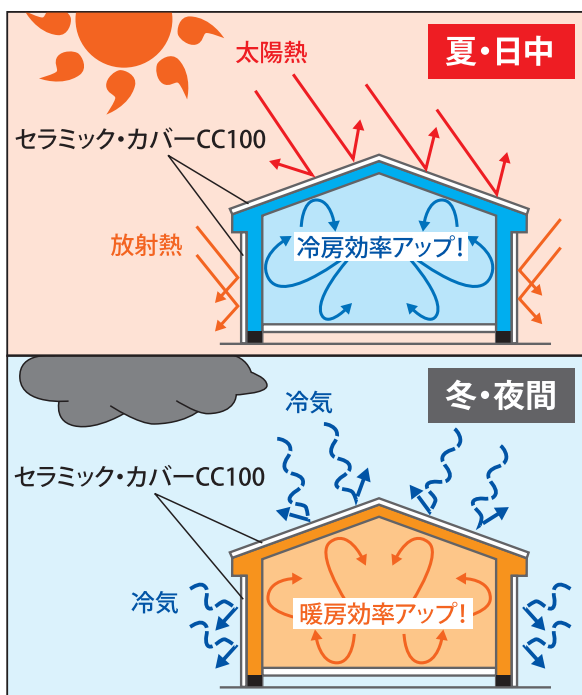 太陽熱
夏・日中
セラミック・カバーCC100
放射熱
冷房効率アップ!
冷気
冬・夜間
セラミック・カバーCC100
冷気
暖房効率アップ!